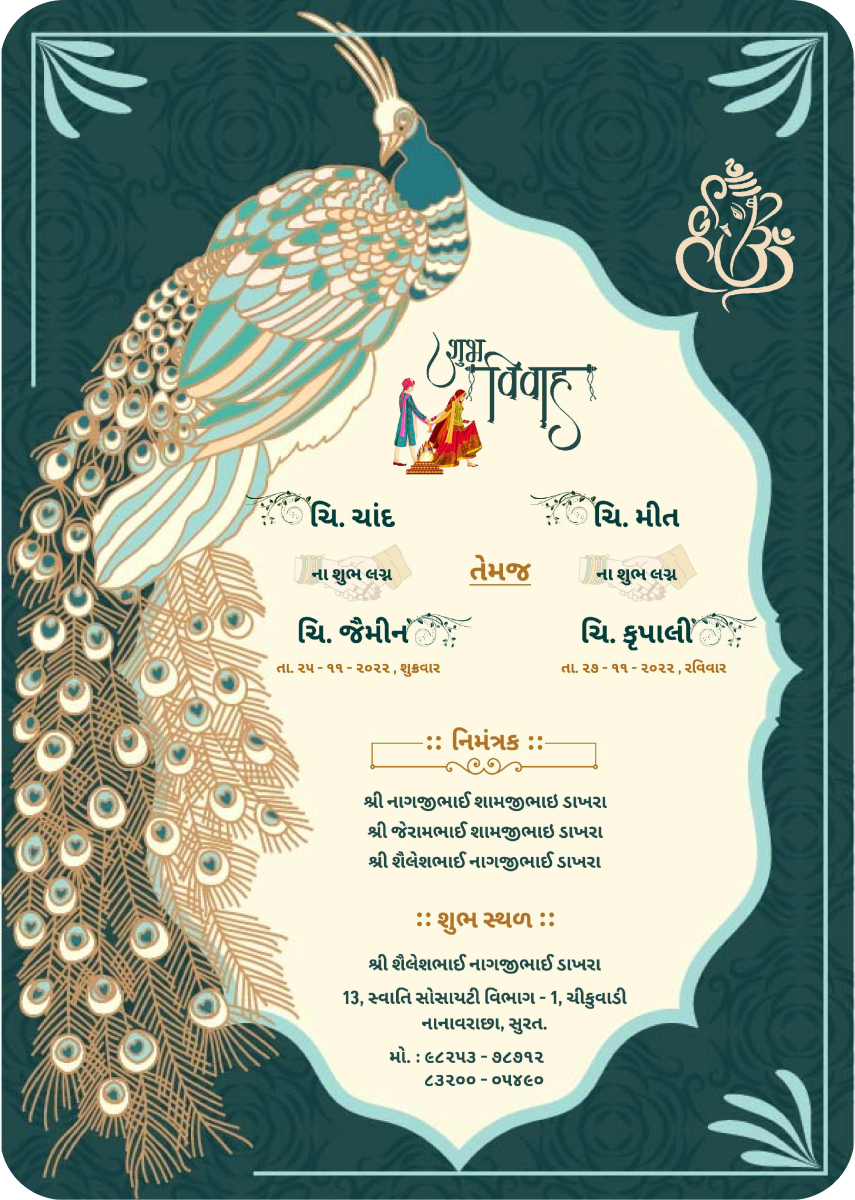 शुभ
विवाह
ચિ. ચાંદ
ના શુભ લગ્ન
ચિ. જૈમીન
તા. ૨૫ - ૧૧ - ૨૦૨૨ , શુક્રવાર
તેમજ
ચિ. મીત
ના શુભ લગ્ન
ચિ. કૃપાલી
તા. ૨૭ - ૧૧ - ૨૦૨૨ , રવિવાર
:: નિમંત્રક ::
શ્રી નાગજીભાઈ શામજીભાઇ ડાખરા
શ્રી જેરામભાઈ શામજીભાઇ ડાખરા
શ્રી શૈલેશભાઈ નાગજીભાઈ ડાખરા
:: શુભ સ્થળ ::
શ્રી શૈલેશભાઈ નાગજીભાઈ ડાખરા
13, સ્વાતિ સોસાયટી વિભાગ - 1, ચીકુવાડી
નાનાવરાછા, સુરત.
મો. : ૯૮૨૫૩ - ૭૮૭૧૨
૮૩૨૦૦ - ૦૫૪૯૦